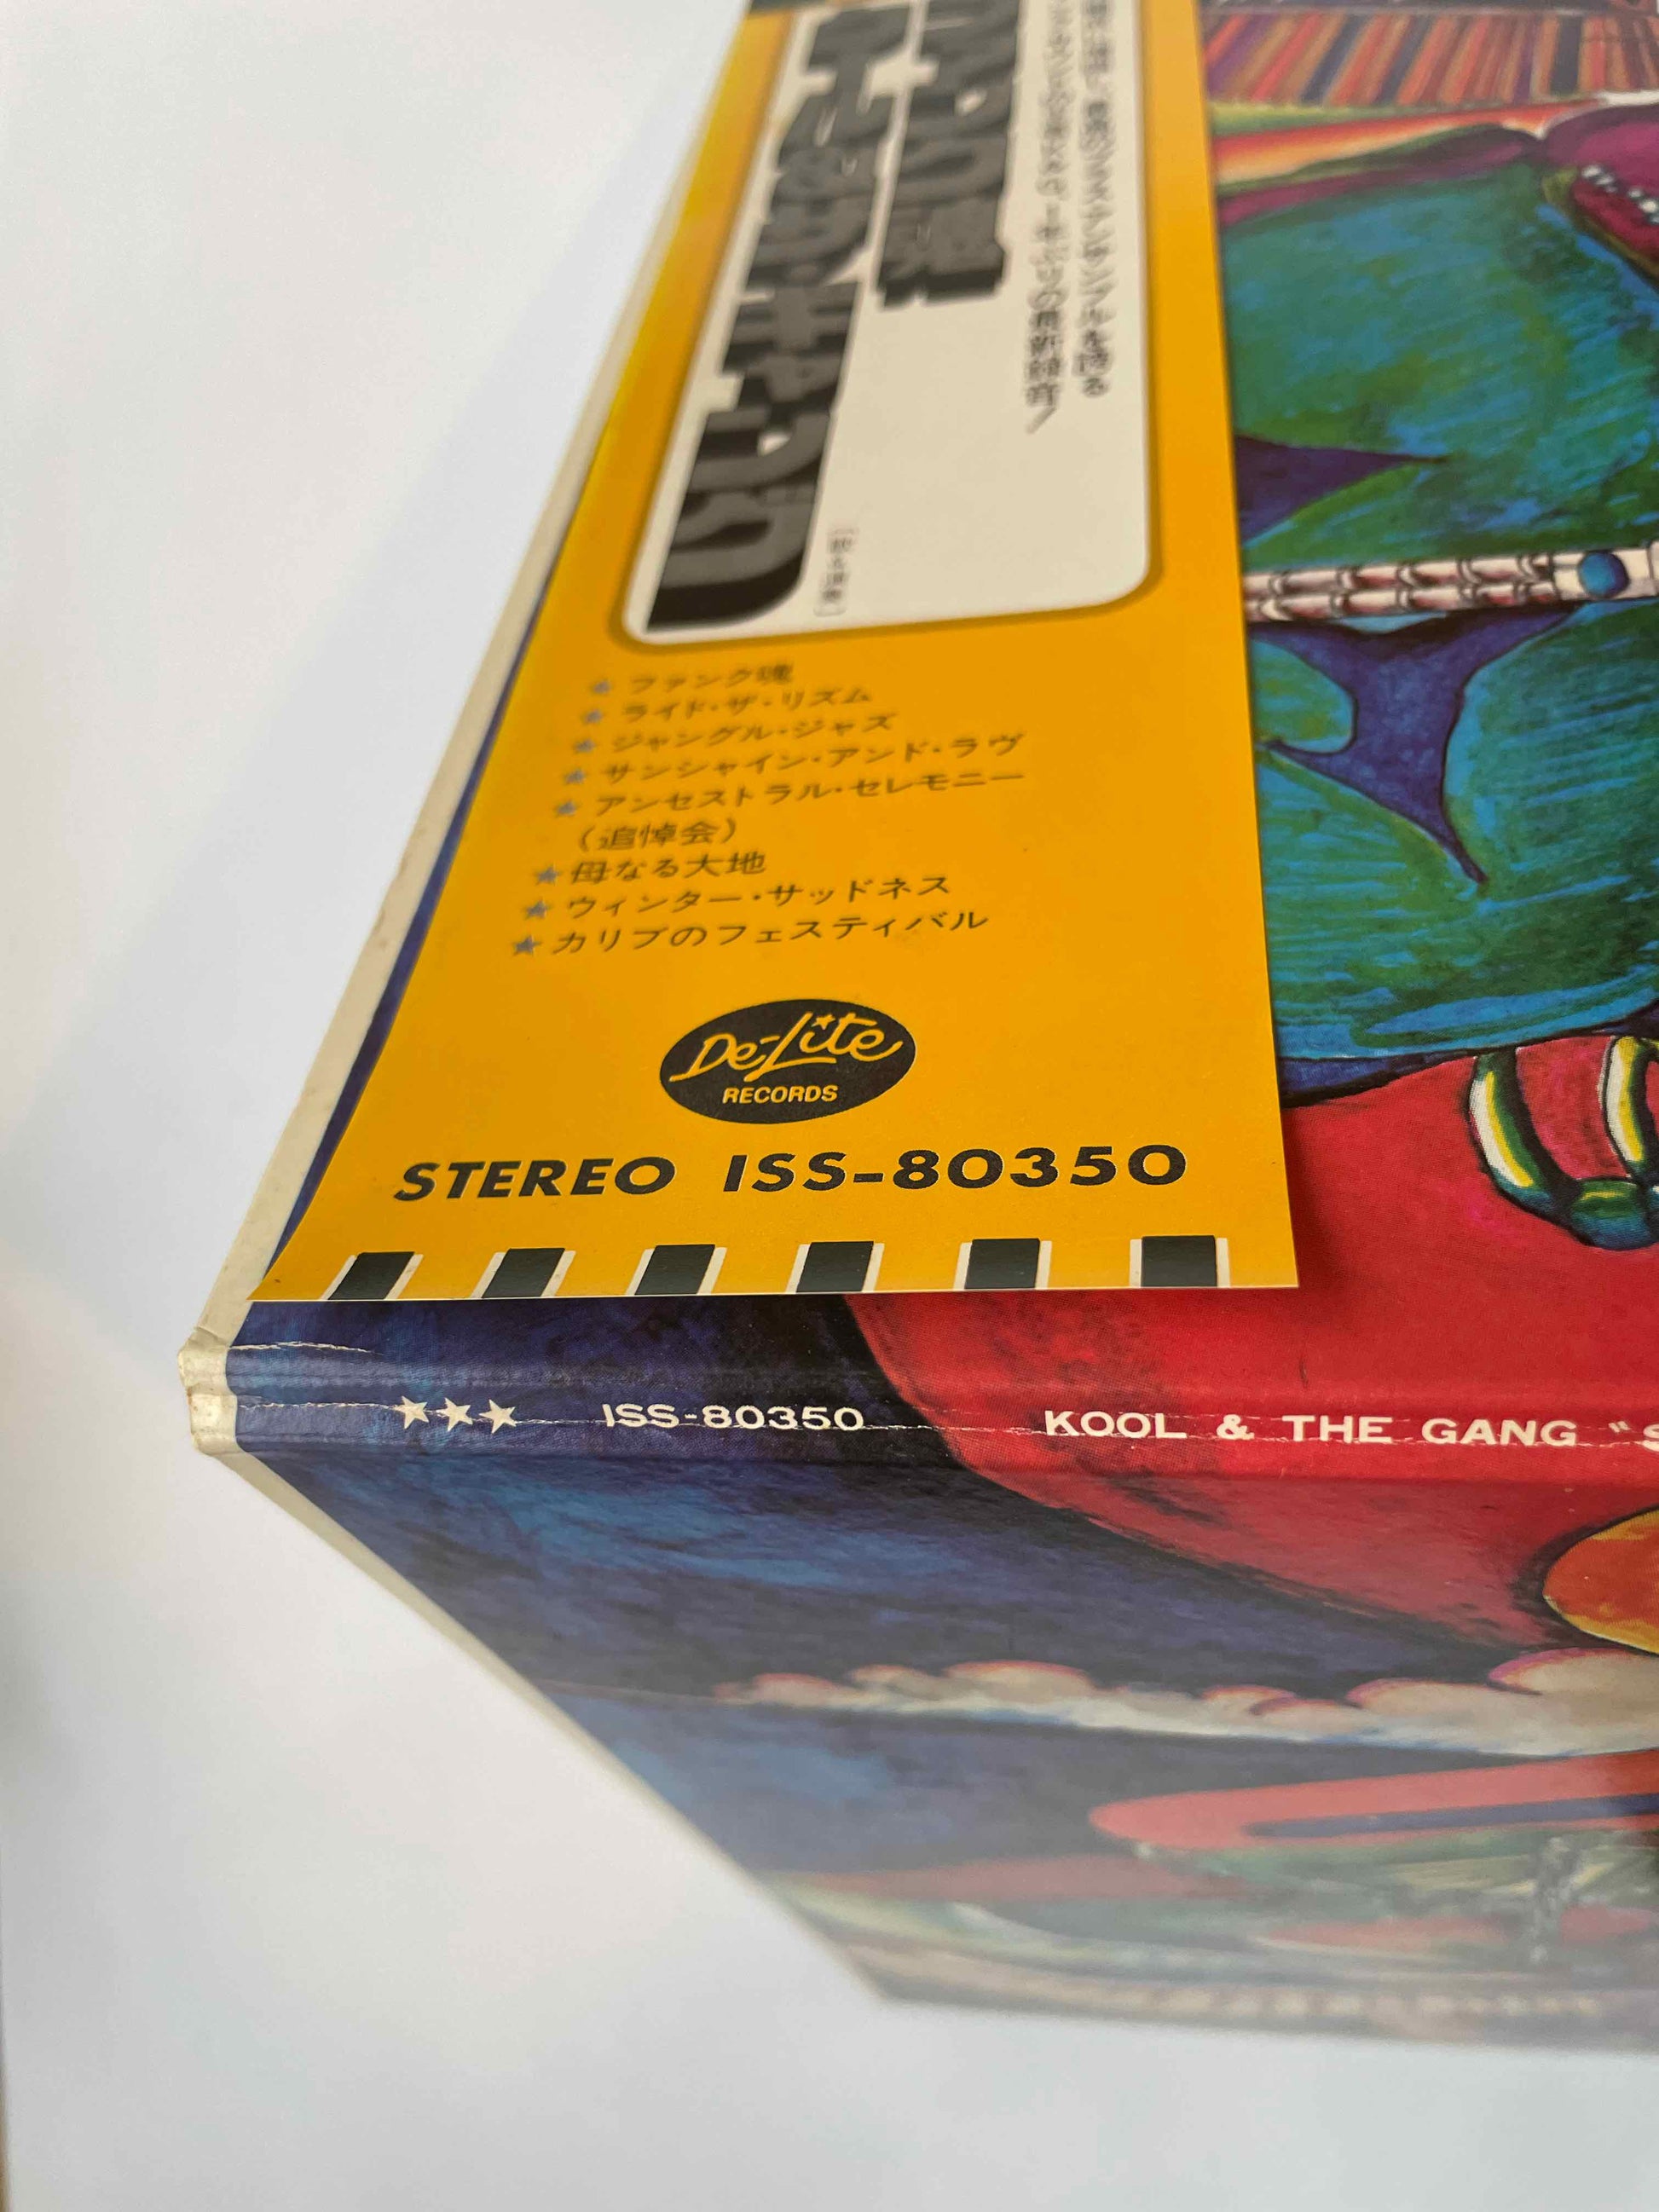 ファンク魂
クール&ザ・ギャング
★ ファンク魂
★ ライド・ザ・リズム
★ ジャングル・ジャズ
★ サンシャイン・アンド・ラヴ
★ アンセストラル・セレモニー
(追悼会)
★ 母なる大地
★ ウィンター・サッドネス
★ カリブのフェスティバル
De-Lite
RECORDS
STEREO ISS-80350
★★★ ISS-80350 KOOL & THE GANG "S